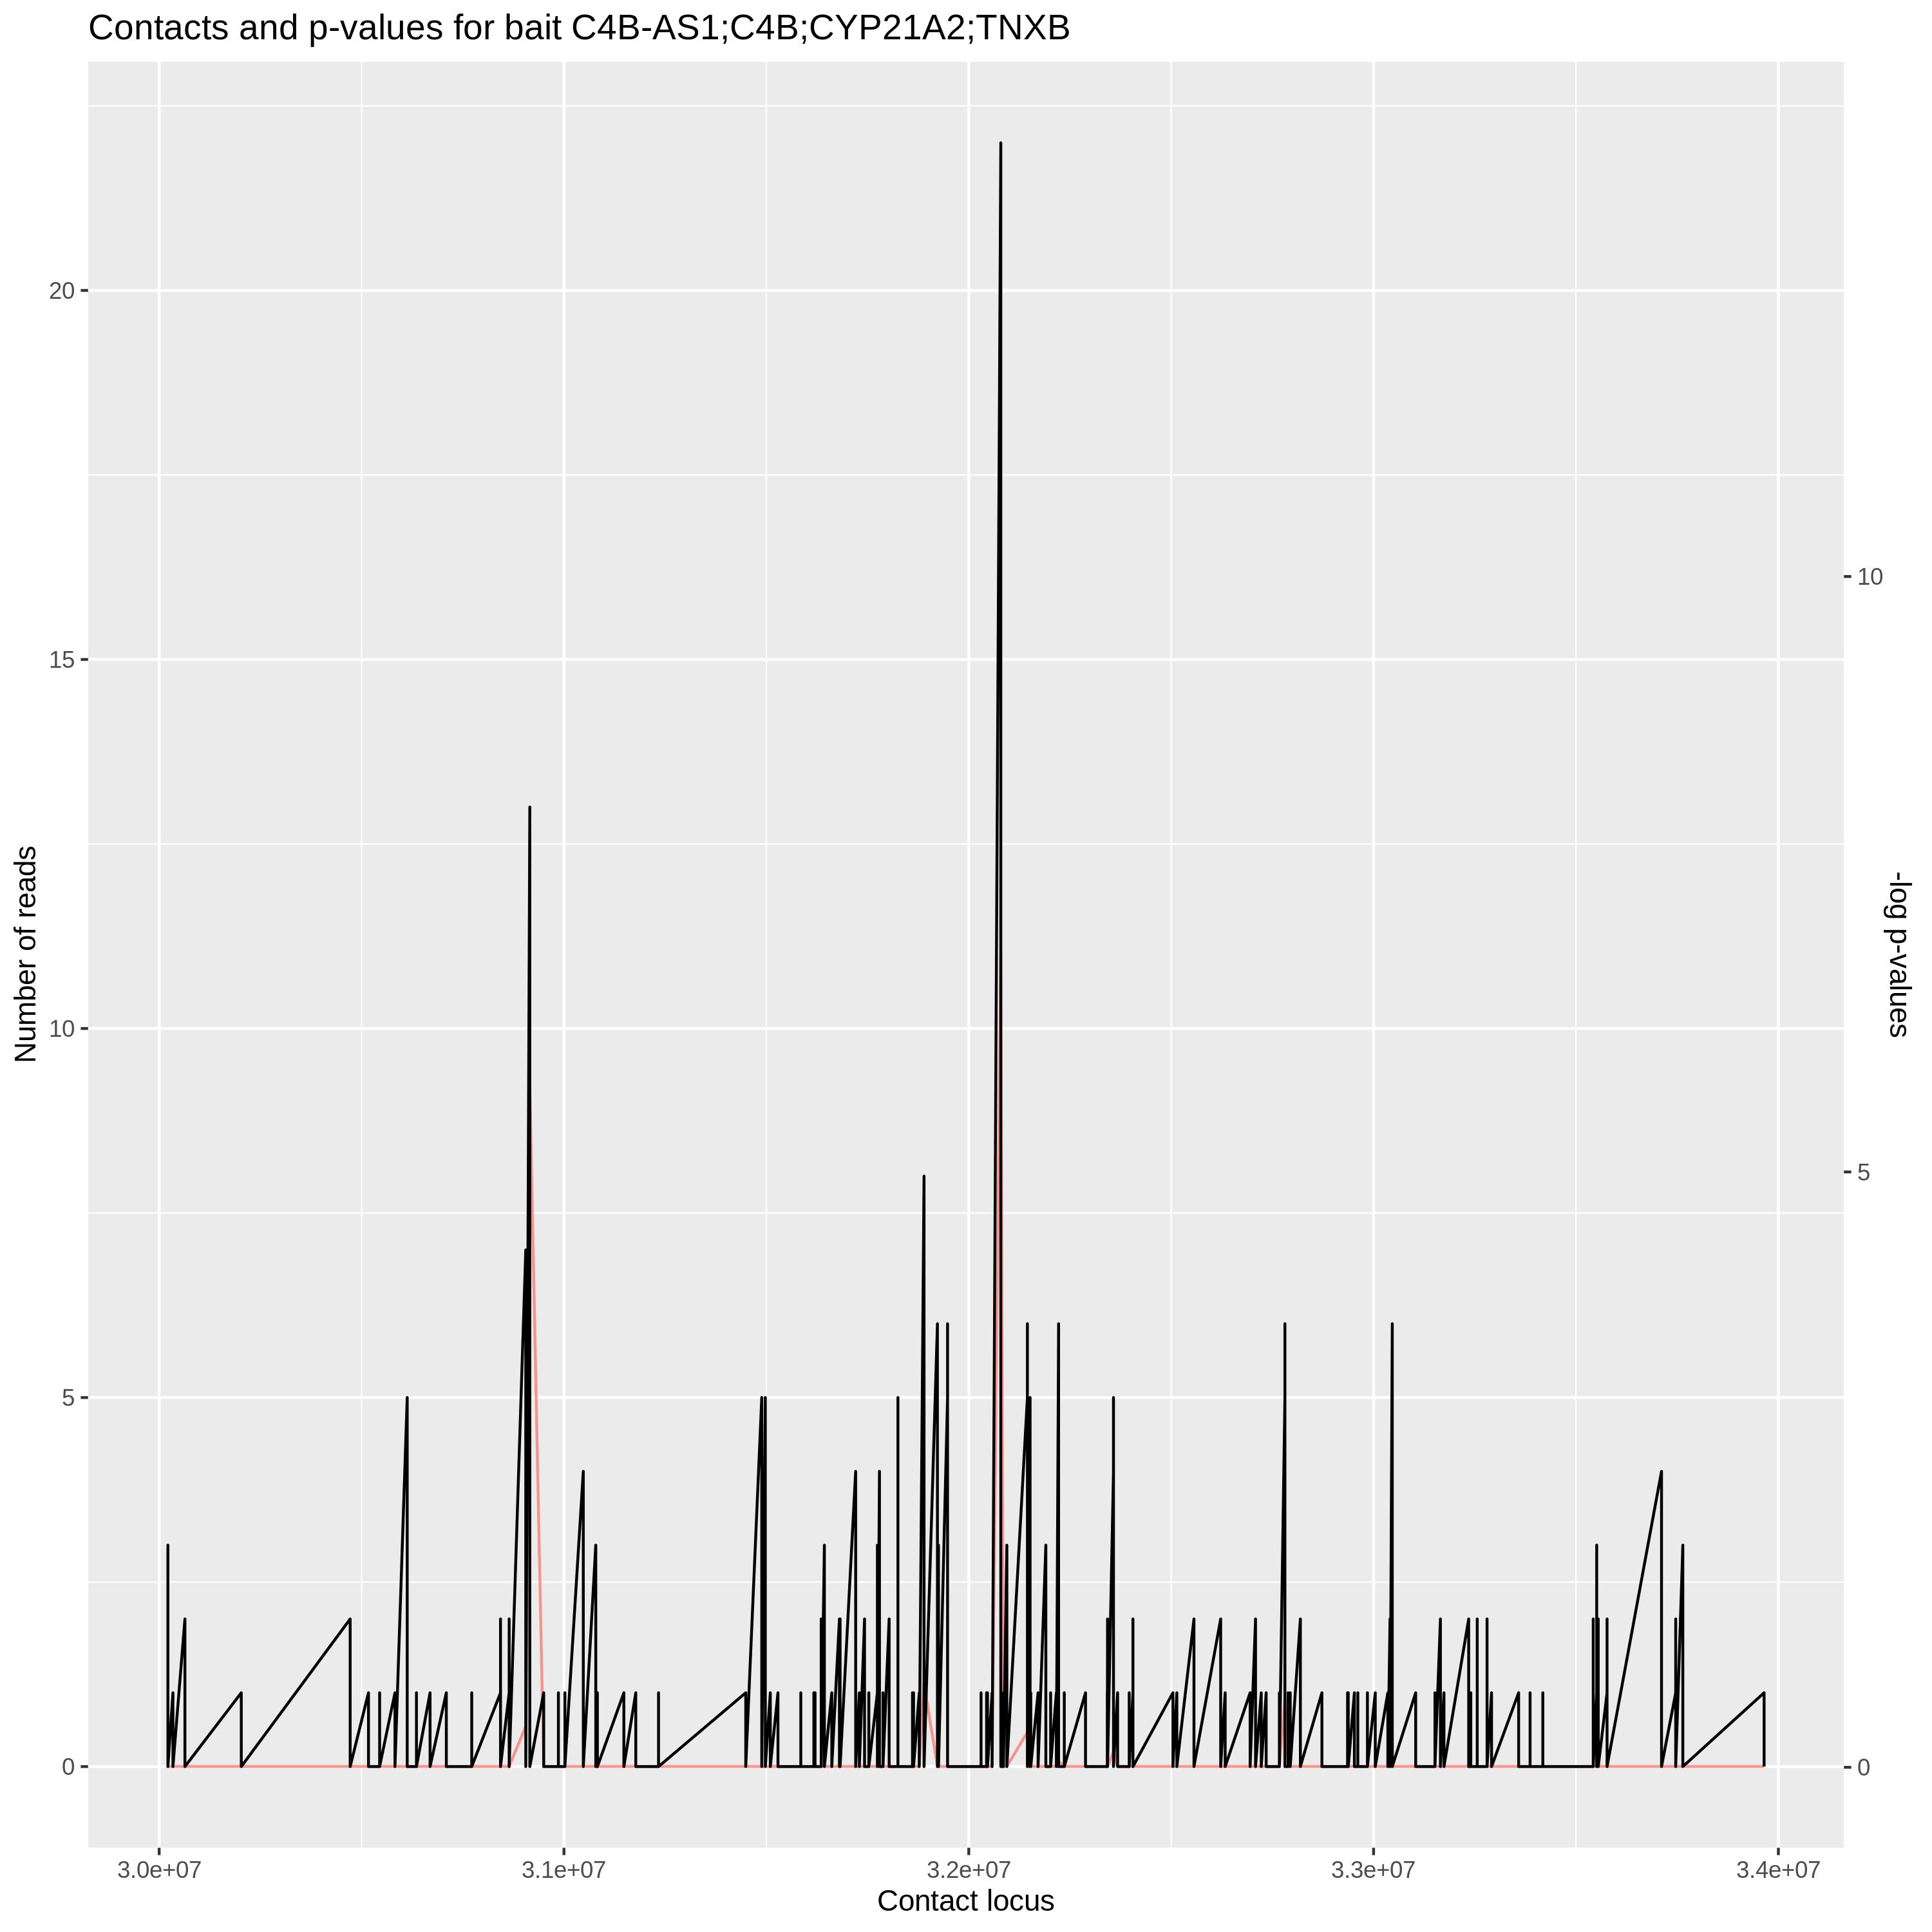 Contacts and p-values for bait C4B-AS1;C4B;CYP21A2;TNXB
20
15
10
5
0
Number of reads
10
5
0
-log p-values
3.0e+07 3.1e+07 3.2e+07 3.3e+07 3.4e+07
Contact locus